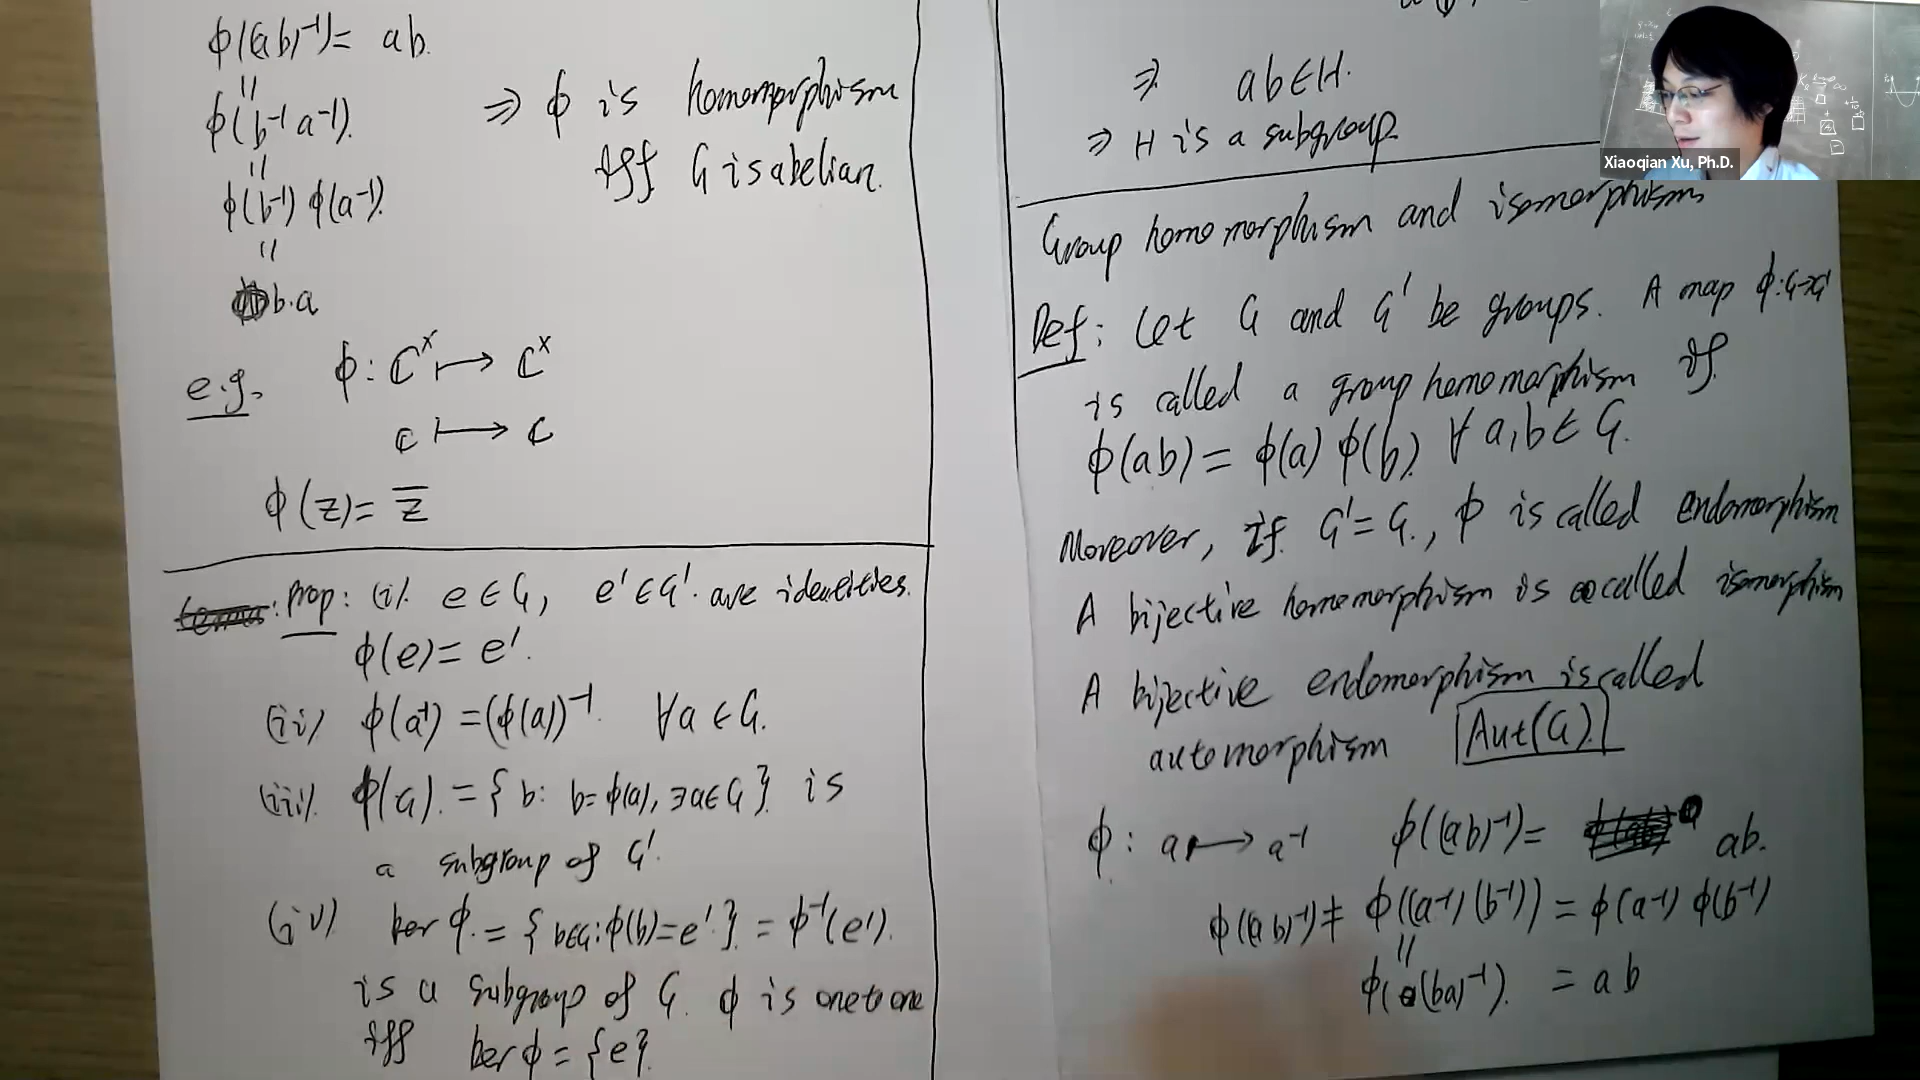 ϕ((ab)⁻¹) = ab.
||
ϕ(b⁻¹a⁻¹).
||
ϕ(b⁻¹) ϕ(a⁻¹).
||
b·a
⇒ ϕ is homomorphism
iff G is abelian.
e.g. ϕ: C^x ↦ C^x
C ↦ C
ϕ(z) = z̄
Prop: (i). e ∈ G, e' ∈ G' are identities.
ϕ(e) = e'.
(ii) ϕ(a⁻¹) = (ϕ(a))⁻¹. ∀a ∈ G.
(iii). ϕ(G). = { b: b = ϕ(a), ∃a∈G }. is
a subgroup of G'.
(iv) ker ϕ. = { b∈G: ϕ(b) = e' }. = ϕ⁻¹(e').
is a subgroup of G. ϕ is one to one
iff ker ϕ = {e}.
⇒ ab ∈ H.
⇒ H is a subgroup.
Xiaoqian Xu, Ph.D.
Group homomorphism and isomorphism
Def: Let G and G' be groups. A map ϕ: G→G'
is called a group homomorphism if.
ϕ(ab) = ϕ(a) ϕ(b). ∀ a,b ∈ G.
Moreover, if. G' = G., ϕ is called endomorphism
A bijective homomorphism is called isomorphism
A bijective endomorphism is called
automorphism Aut(G).
ϕ: a ↦ a⁻¹ ϕ((ab)⁻¹) = ab.
ϕ((ab)⁻¹) ≠ ϕ((a⁻¹)(b⁻¹)) = ϕ(a⁻¹) ϕ(b⁻¹)
||
ϕ((ba)⁻¹). = ab